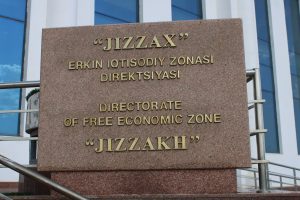 “JIZZAX”
ERKIN IQTISODIY ZONASI
DIREKTSIYASI
DIRECTORATE
OF FREE ECONOMIC ZONE
“JIZZAKH”